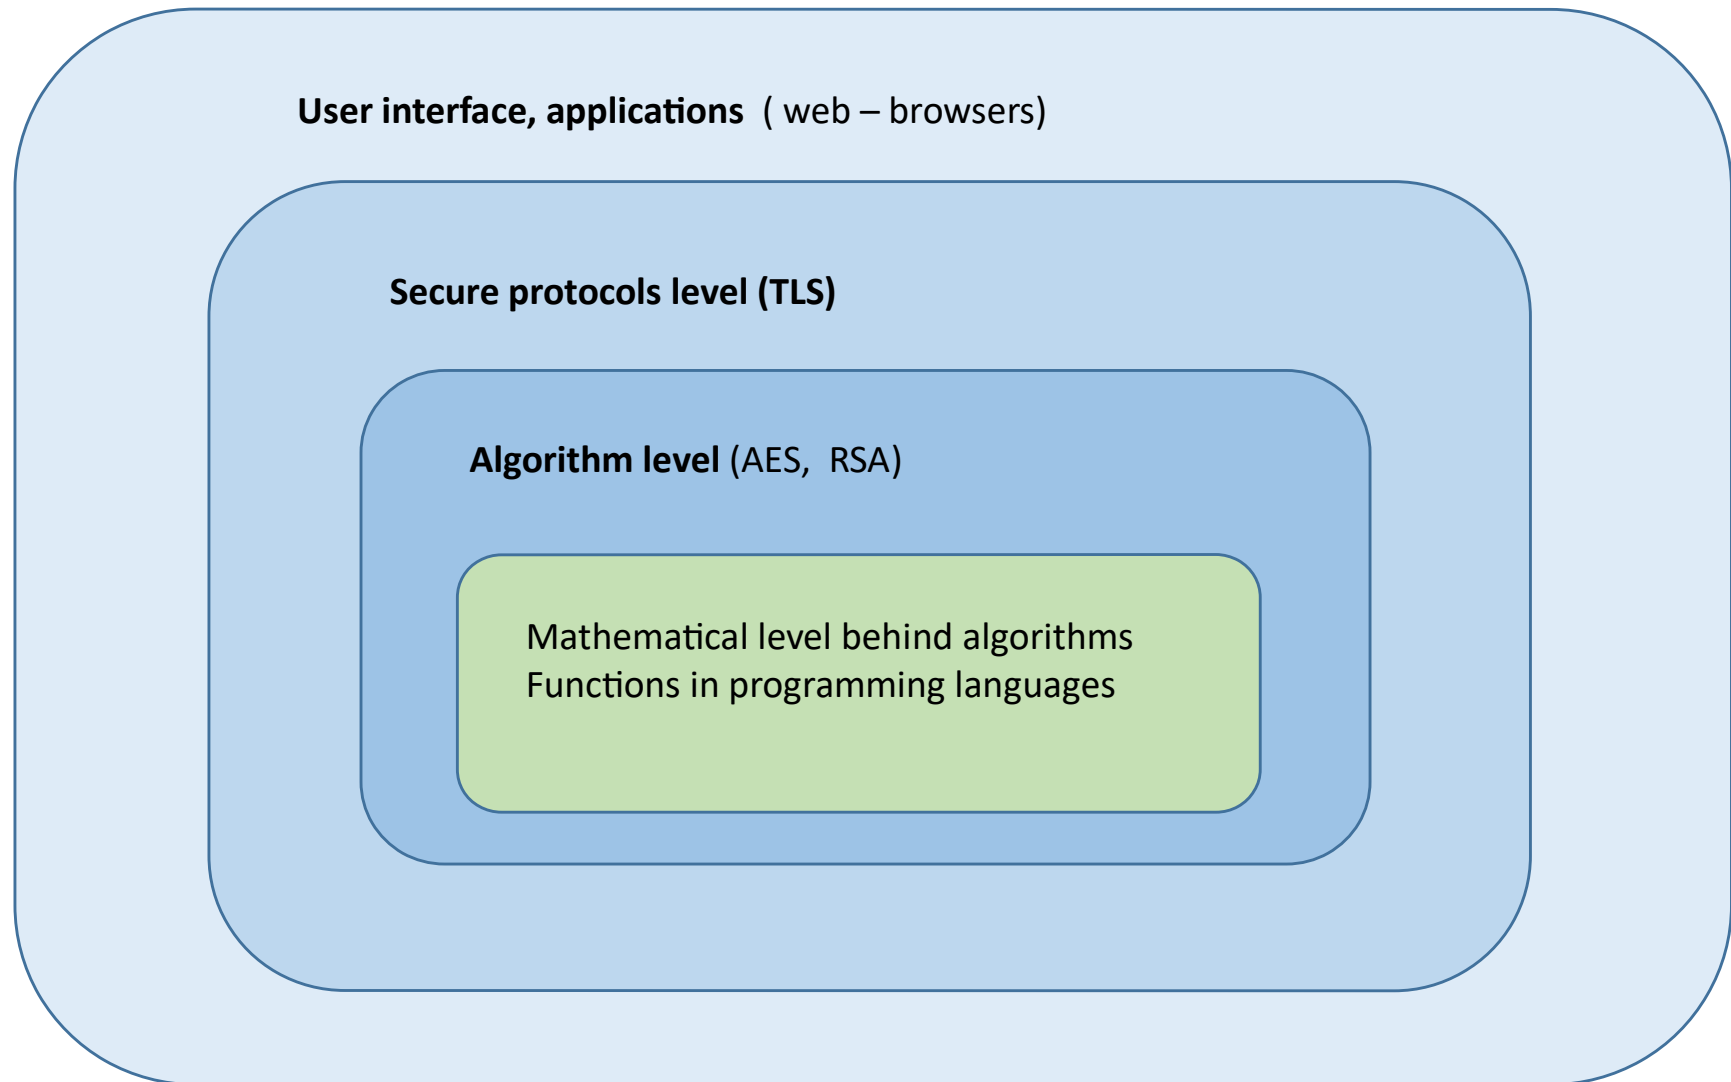 User interface, applications ( web – browsers)
Secure protocols level (TLS)
Algorithm level (AES, RSA)
Mathematical level behind algorithms
Functions in programming languages